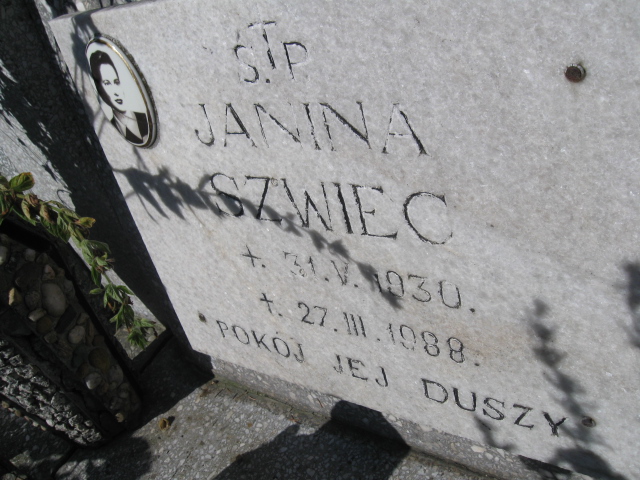 Ś.†P.
JANINA
SZWIEC
+. 31.V.1930.
+. 27.III.1988.
POKÓJ JEJ DUSZY